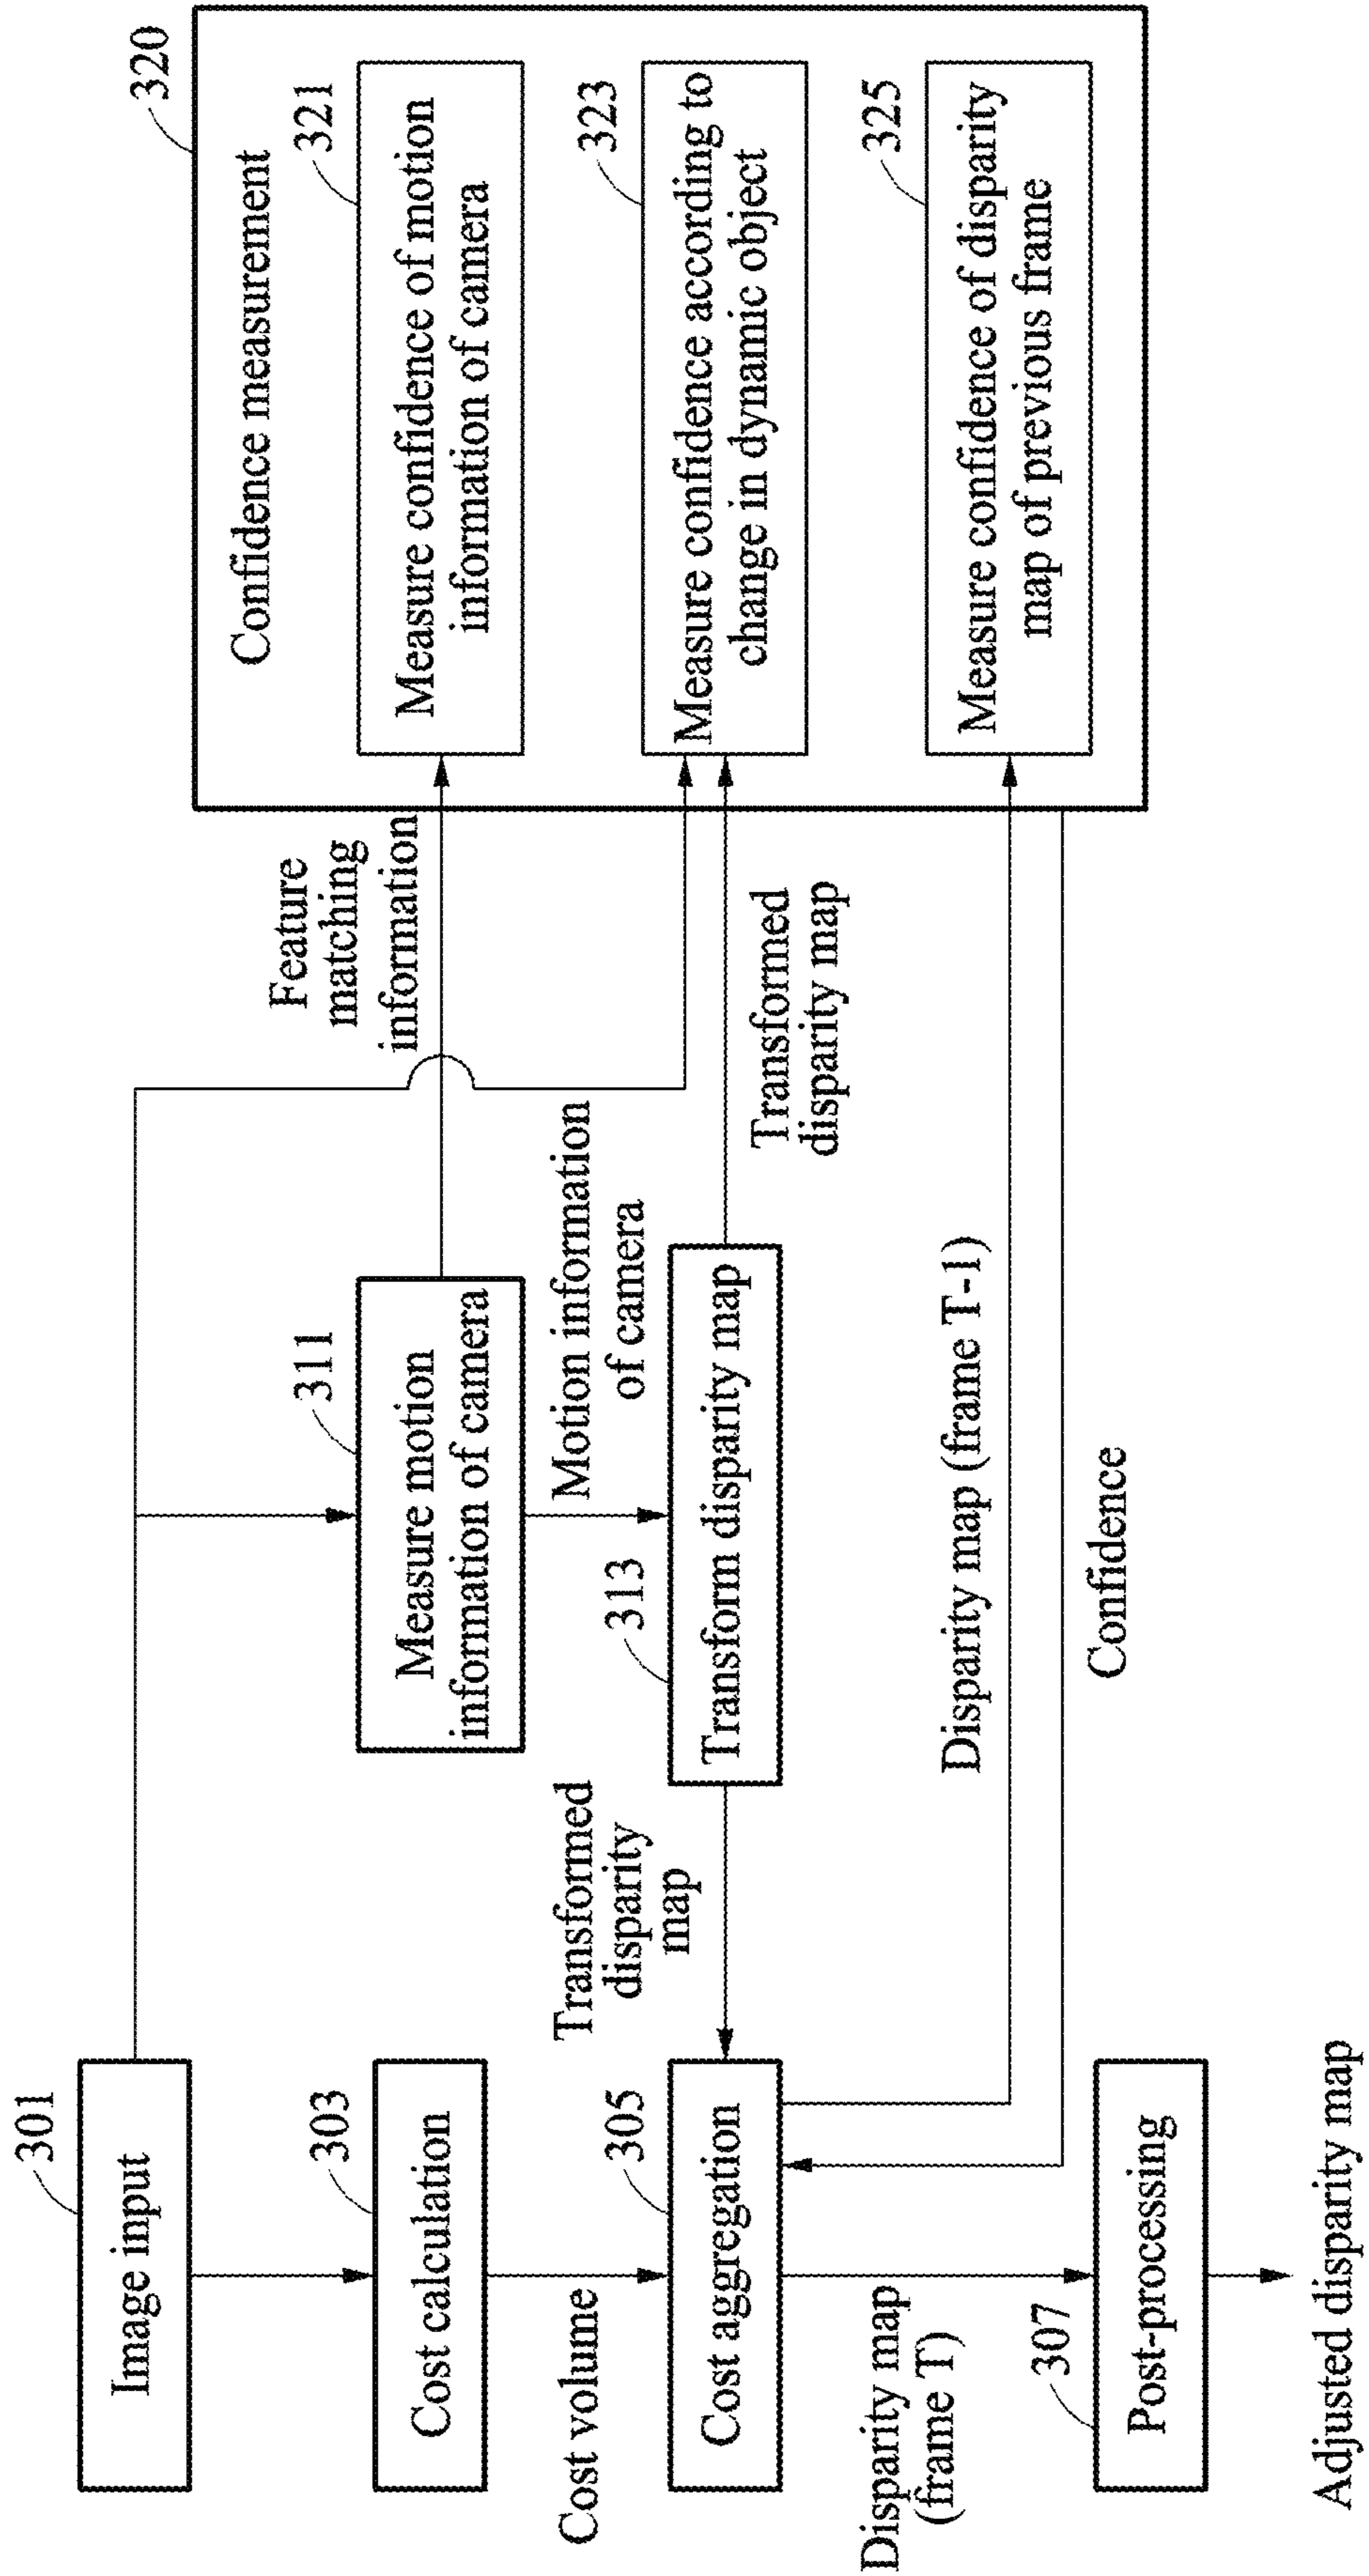 320
Confidence measurement
321
Measure confidence of motion
information of camera
323
Measure confidence according to
change in dynamic object
325
Measure confidence of disparity
map of previous frame
Feature
matching
information
Transformed
disparity map
311
Measure motion
information of camera
Motion information
of camera
313
Transform disparity map
Disparity map (frame T-1)
Confidence
Transformed
disparity
map
301
Image input
303
Cost calculation
Cost volume
305
Cost aggregation
Disparity map
(frame T)
307
Post-processing
Adjusted disparity map